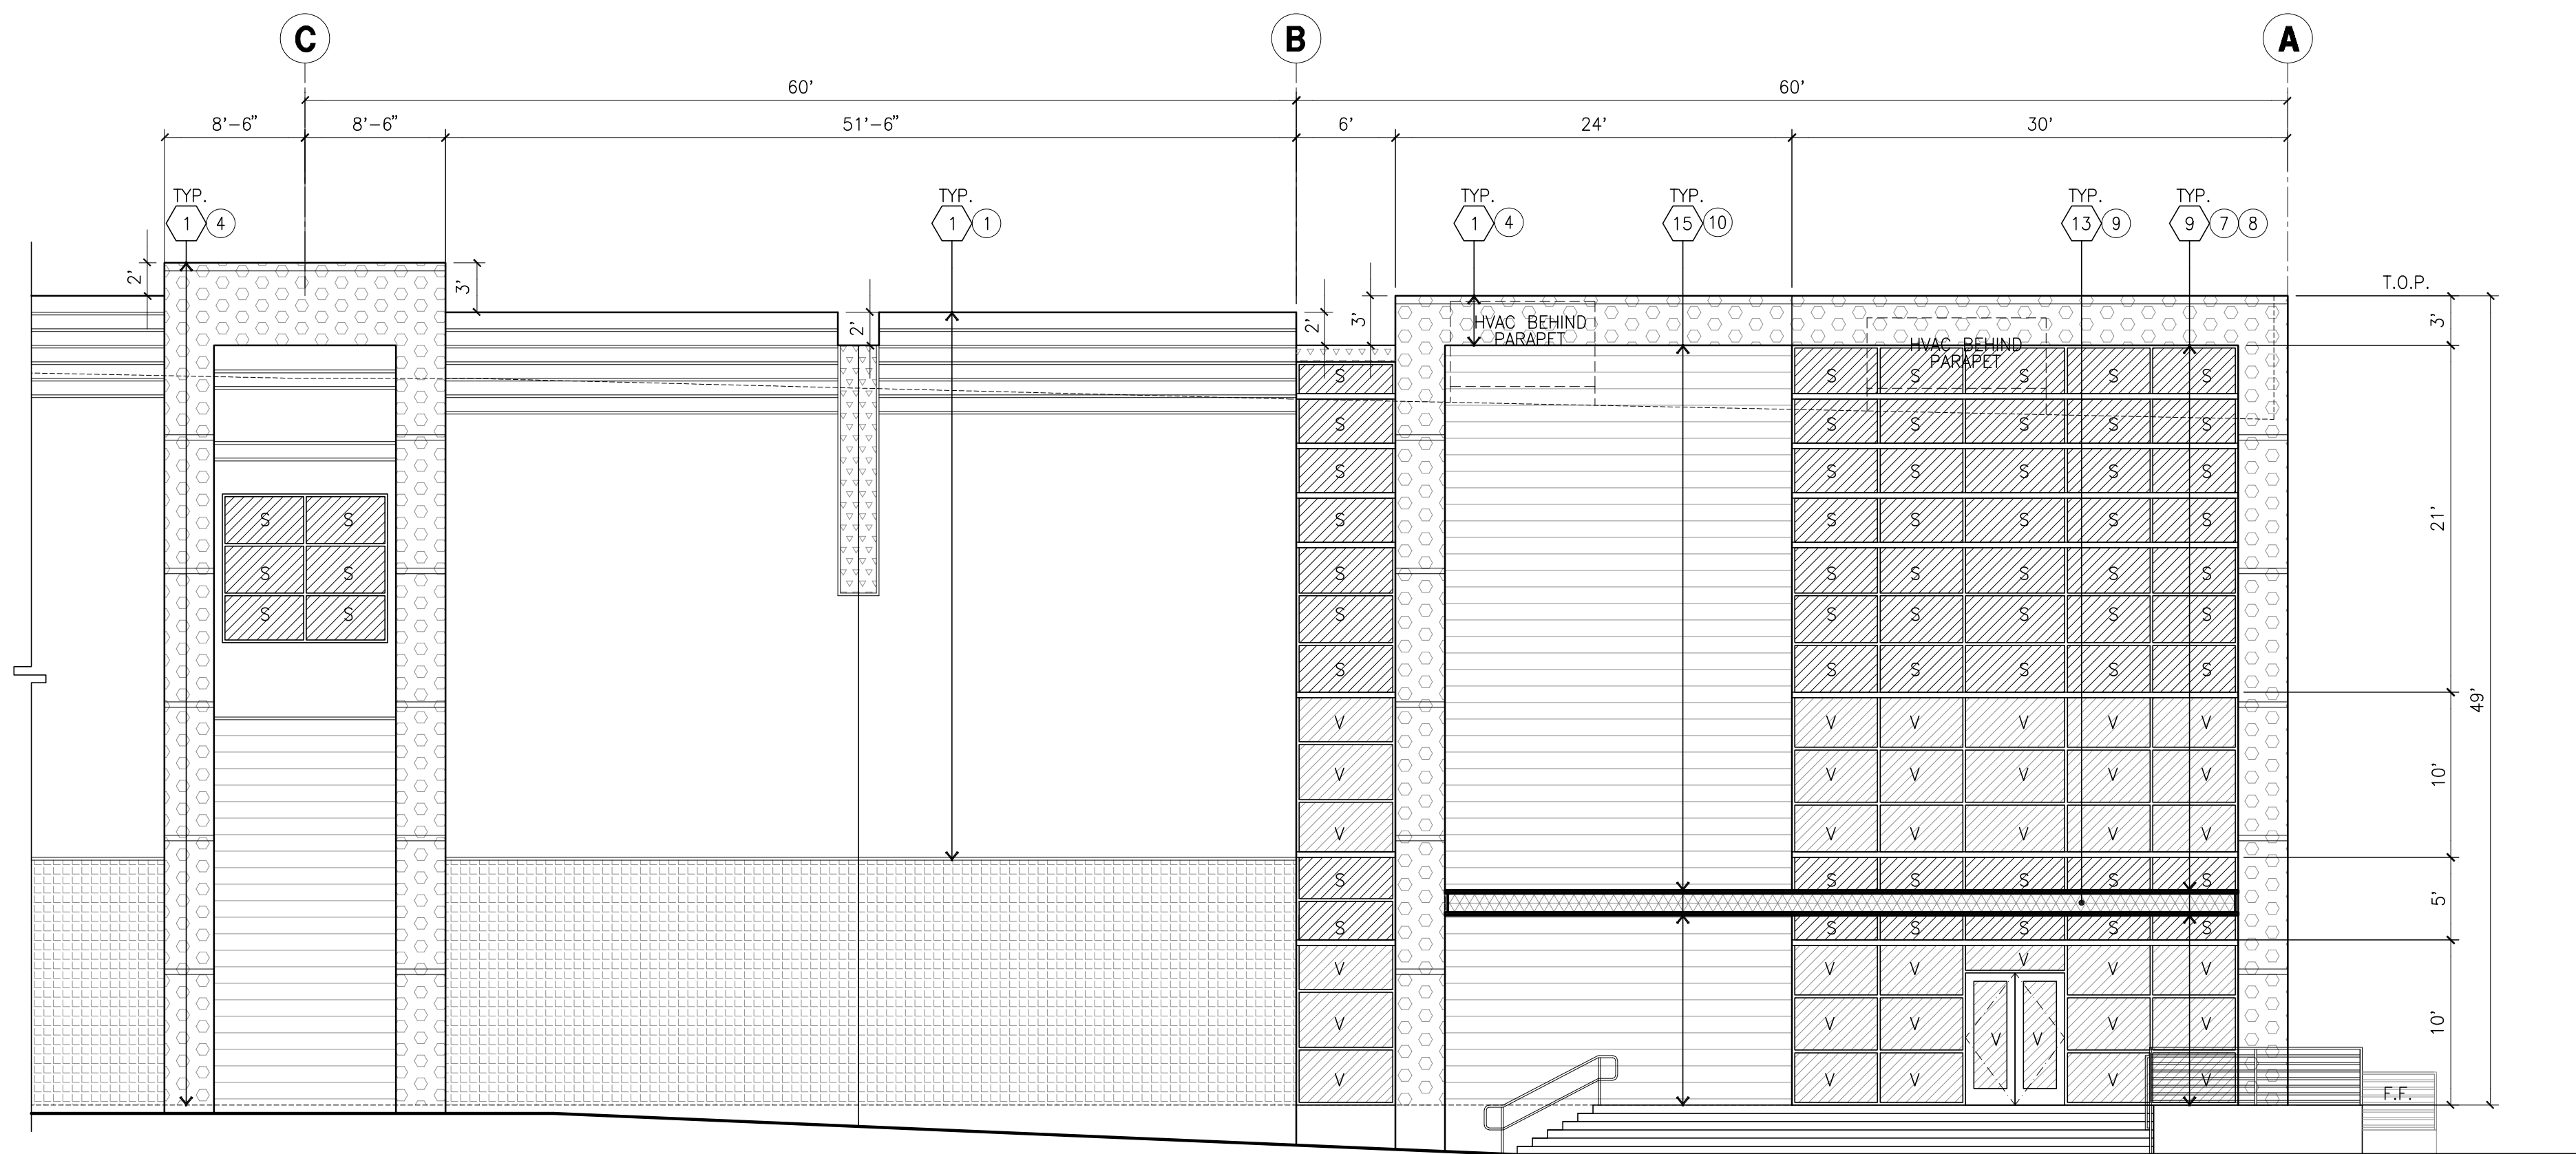 C B A
60' 60'
8'-6" 8'-6" 51'-6" 6' 24' 30'
TYP. TYP. TYP. TYP. TYP. TYP.
1 4 1 1 1 4 15 10 13 9 9 7 8
2' 3' 2' 2' 3' T.O.P.
3'
HVAC BEHIND
PARAPET
HVAC BEHIND
PARAPET
S S S S S S
S S S S S S
S S S S S S
S S S S S S S S
21'
S S S S S S S S
S S S S S S S S
S S S S S S
49'
V V V V V V
V V V V V V
10'
V V V V V V
S S S S S S
5'
S S S S S S
V
V V V V V
10'
V V V V V V V V
V V V V V
F.F.